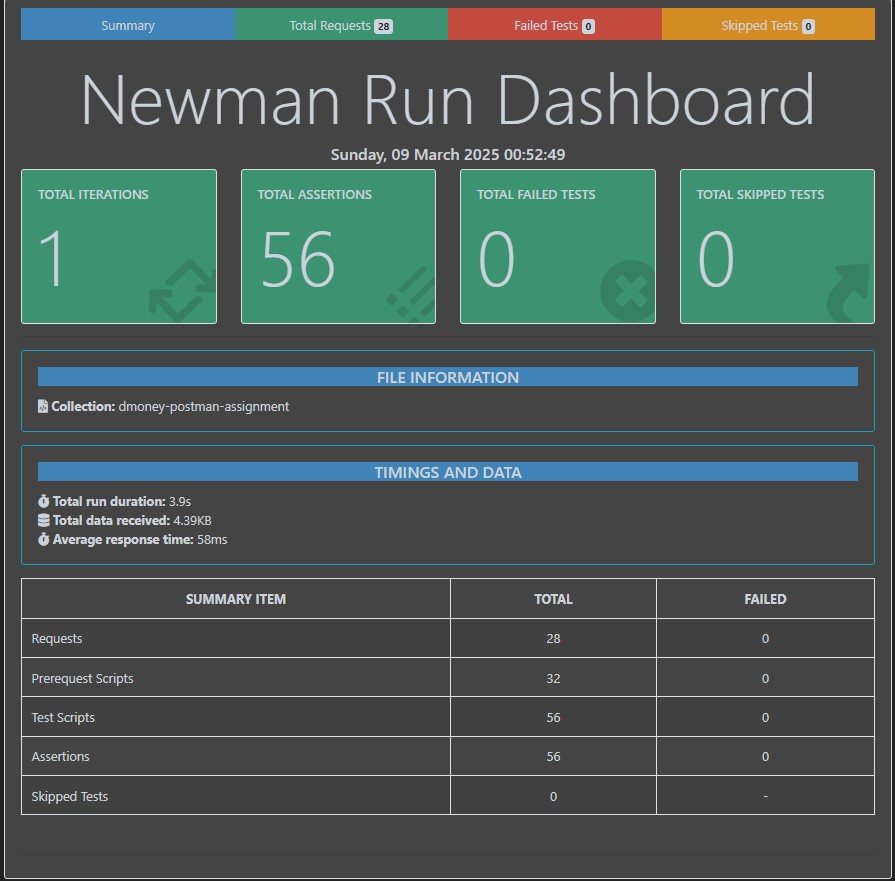 Summary Total Requests 28 Failed Tests 0 Skipped Tests 0
Newman Run Dashboard
Sunday, 09 March 2025 00:52:49
TOTAL ITERATIONS TOTAL ASSERTIONS TOTAL FAILED TESTS TOTAL SKIPPED TESTS
1 56 0 0
FILE INFORMATION
Collection: dmoney-postman-assignment
TIMINGS AND DATA
Total run duration: 3.9s
Total data received: 4.39KB
Average response time: 58ms
SUMMARY ITEM TOTAL FAILED
Requests 28 0
Prerequest Scripts 32 0
Test Scripts 56 0
Assertions 56 0
Skipped Tests 0 -